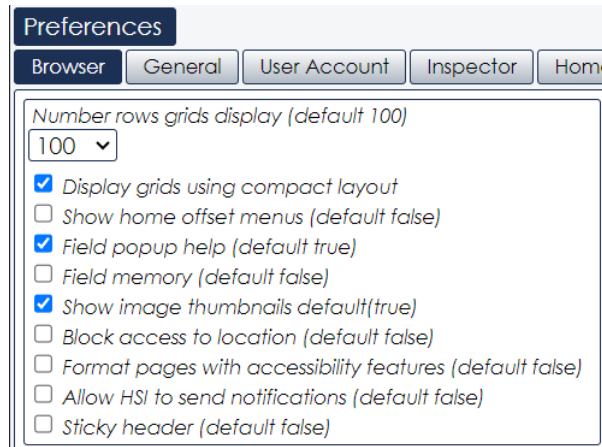 Preferences
Browser General User Account Inspector
Number rows grids display (default 100)
100
Display grids using compact layout
Show home offset menus (default false)
Field popup help (default true)
Field memory (default false)
Show image thumbnails default(true)
Block access to location (default false)
Format pages with accessibility features (default false)
Allow HSI to send notifications (default false)
Sticky header (default false)